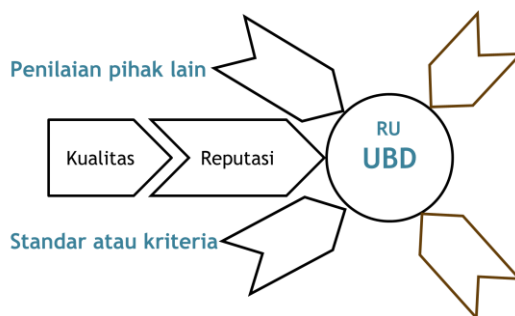 Penilaian pihak lain
RU
UBD
Kualitas
Reputasi
Standar atau kriteria